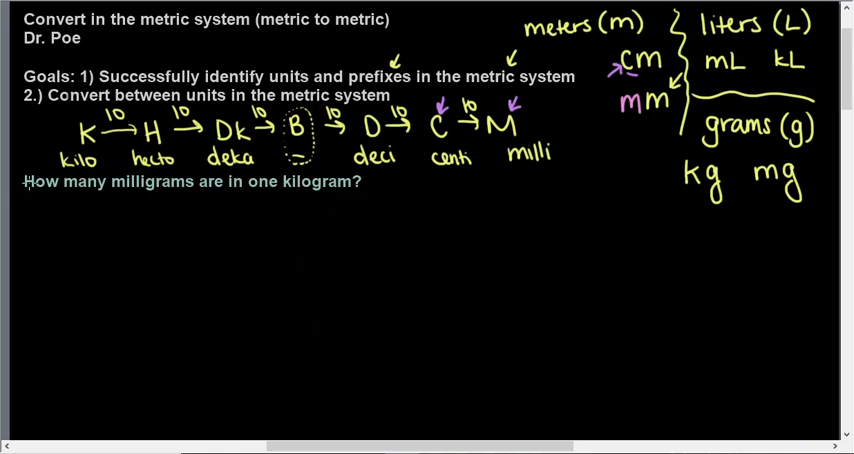 Convert in the metric system (metric to metric)
Dr. Poe
meters (m)
liters (L)
cm
mL kL
Goals: 1) Successfully identify units and prefixes in the metric system
2.) Convert between units in the metric system
mm
10 10 10 10 10 10
K H Dk B D C M
kilo hecto deka - deci centi milli
grams (g)
kg mg
How many milligrams are in one kilogram?